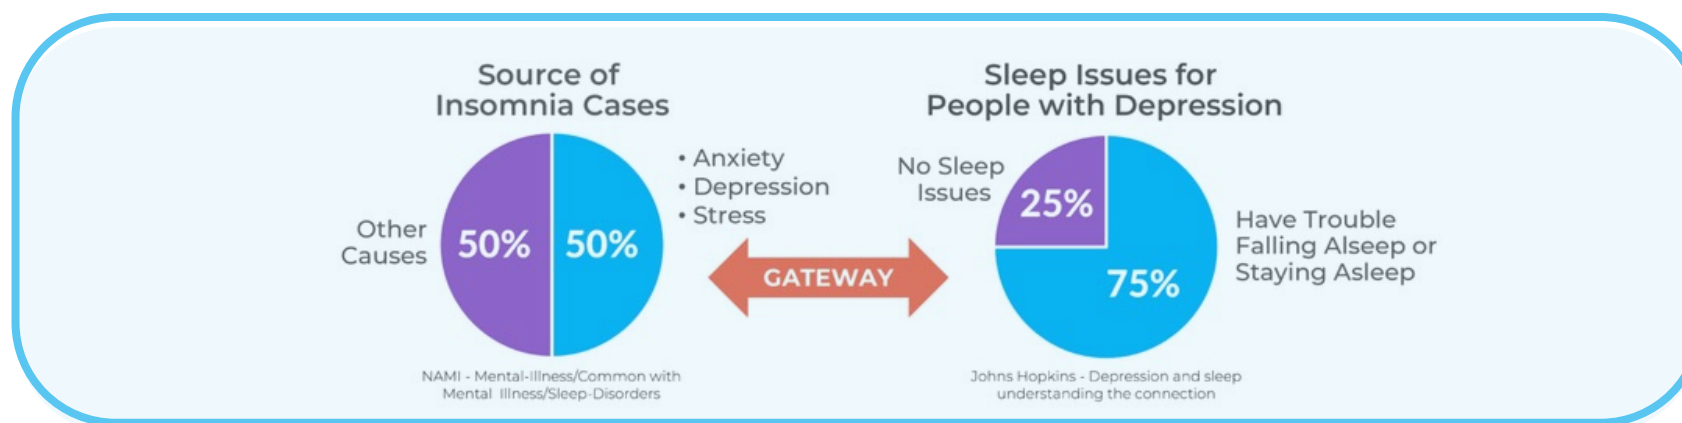 Source of
Insomnia Cases
• Anxiety
• Depression
• Stress
Other
Causes
50%
50%
NAMI - Mental-Illness/Common with
Mental Illness/Sleep-Disorders
GATEWAY
Sleep Issues for
People with Depression
No Sleep
Issues
25%
75%
Have Trouble
Falling Alseep or
Staying Asleep
Johns Hopkins - Depression and sleep
understanding the connection